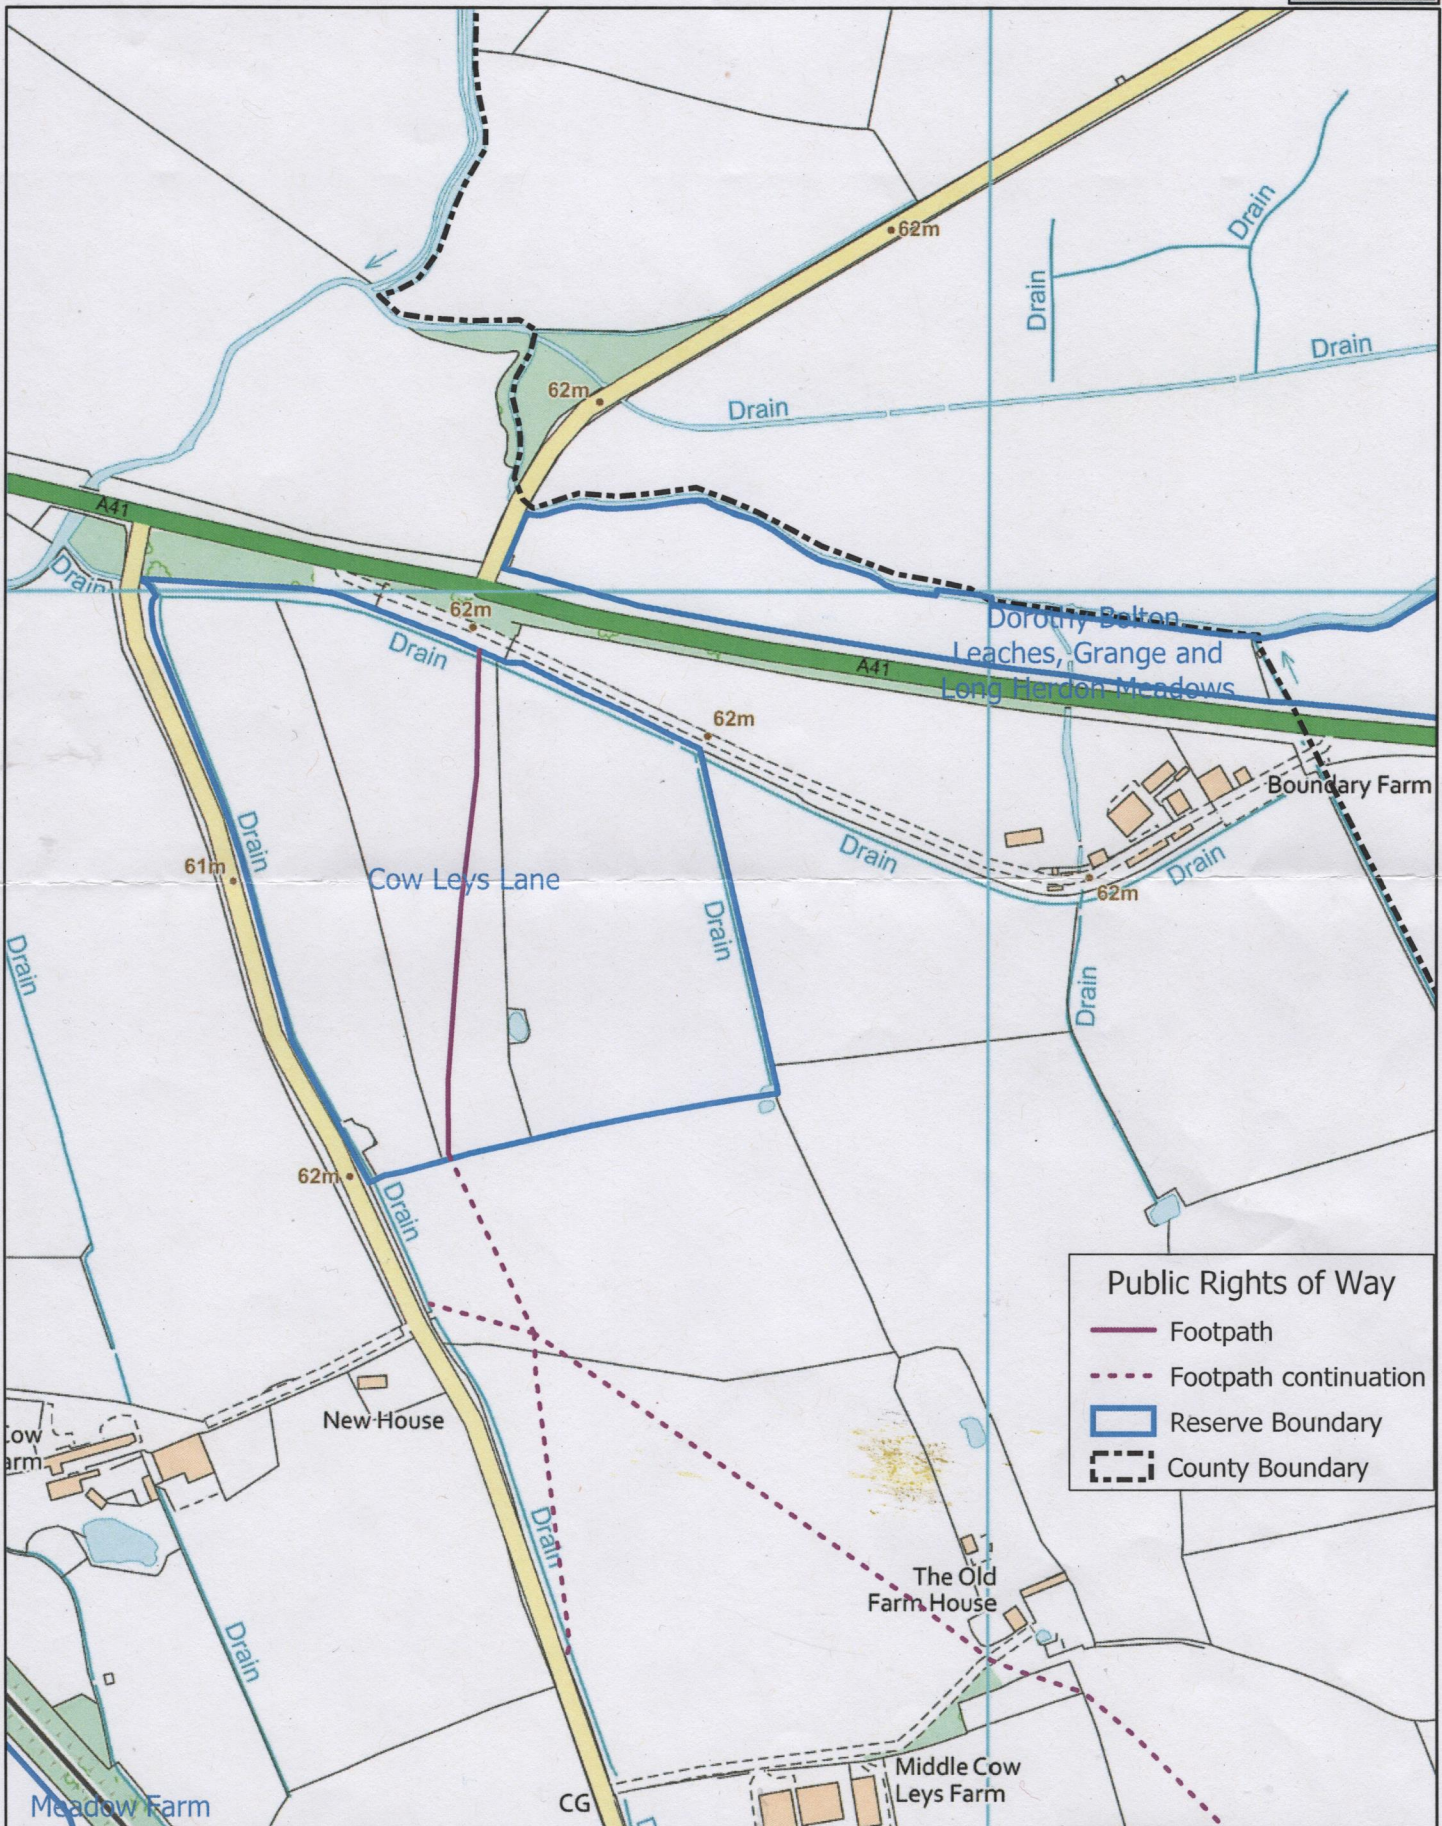 62m
Drain
Drain
Drain
62m
Drain
A41
Drain
62m
Dorothy Bolton
Leaches, Grange and
Long Herdon Meadows
Drain
A41
62m
Boundary Farm
Drain
Drain
Drain
61m
Cow Leys Lane
62m
Drain
Drain
Drain
62m
Drain
Public Rights of Way
Footpath
Footpath continuation
Reserve Boundary
County Boundary
New House
Drain
The Old
Farm House
Drain
Middle Cow
Leys Farm
CG
Meadow Farm